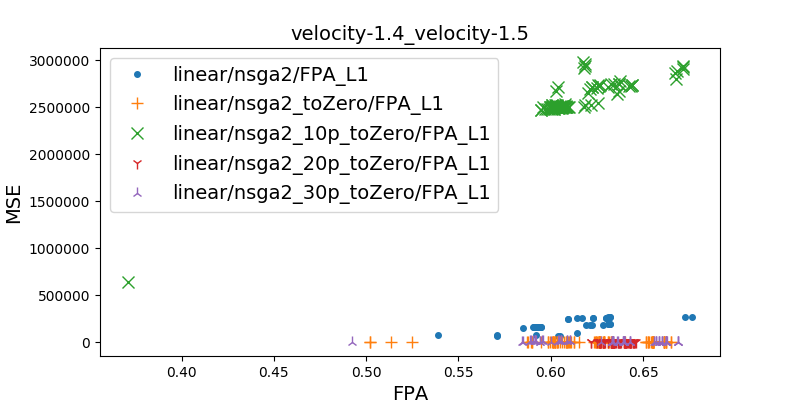 velocity-1.4_velocity-1.5
linear/nsga2/FPA_L1
linear/nsga2_toZero/FPA_L1
linear/nsga2_10p_toZero/FPA_L1
linear/nsga2_20p_toZero/FPA_L1
linear/nsga2_30p_toZero/FPA_L1
MSE
3000000
2500000
2000000
1500000
1000000
500000
0
0.40 0.45 0.50 0.55 0.60 0.65
FPA